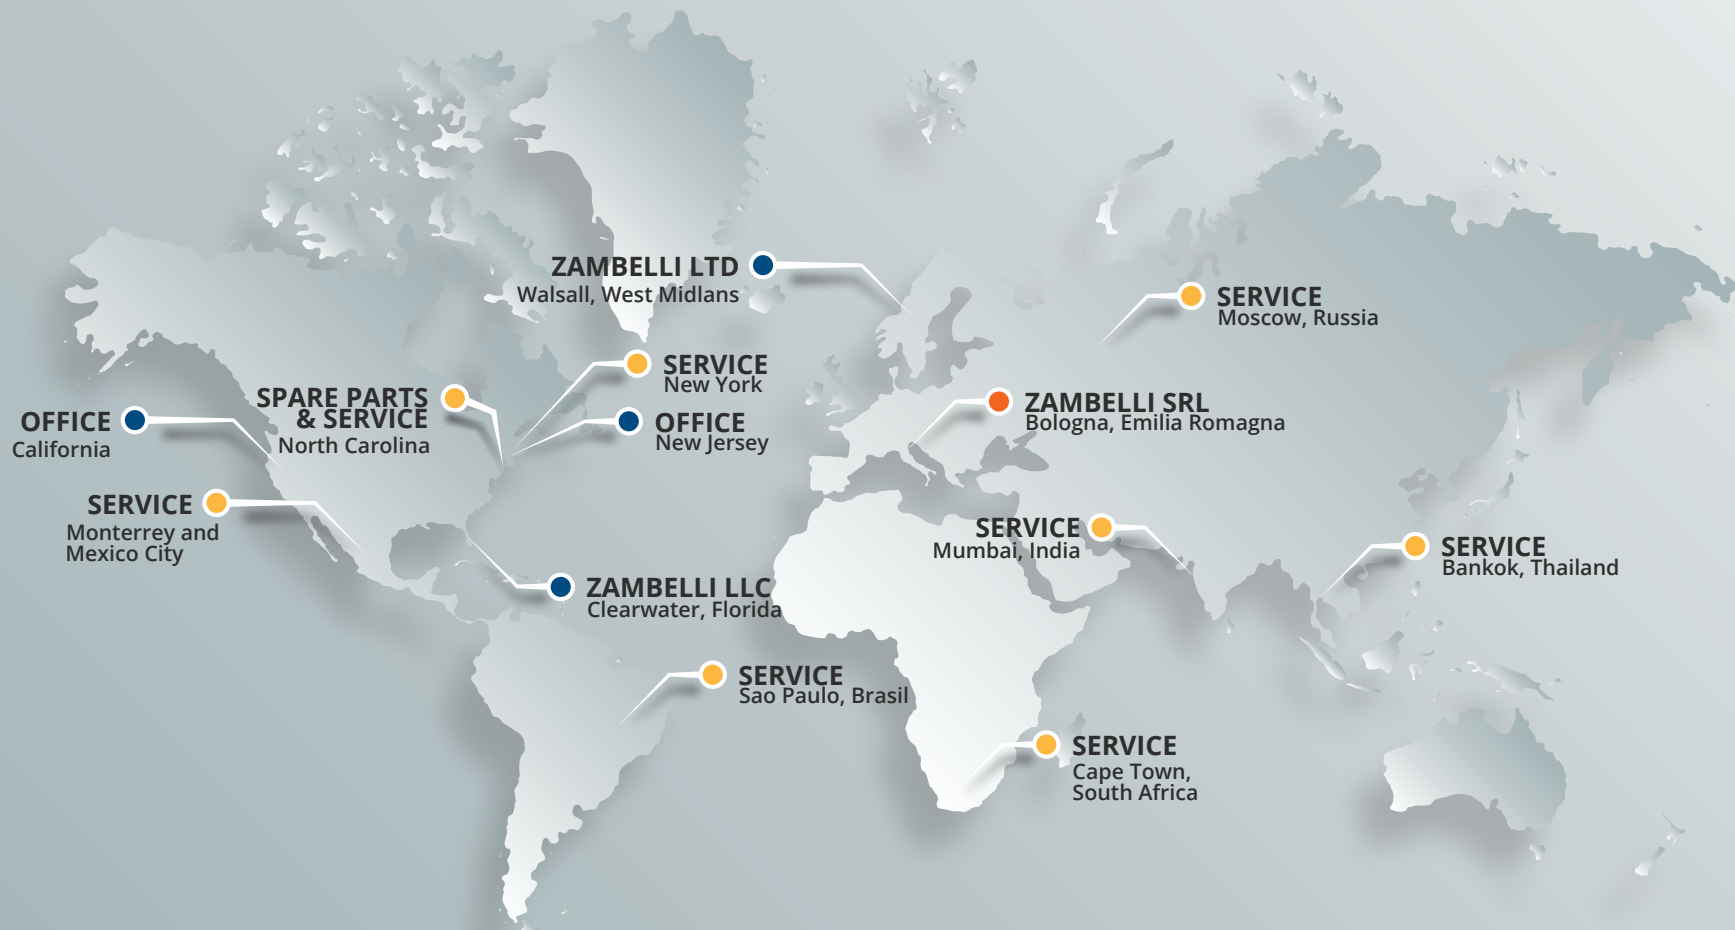 ZAMBELLI LTD
Walsall, West Midlans
SERVICE
Moscow, Russia
SERVICE
New York
SPARE PARTS
& SERVICE
North Carolina
OFFICE
California
OFFICE
New Jersey
ZAMBELLI SRL
Bologna, Emilia Romagna
SERVICE
Monterrey and
Mexico City
SERVICE
Mumbai, India
SERVICE
Bankok, Thailand
ZAMBELLI LLC
Clearwater, Florida
SERVICE
Sao Paulo, Brasil
SERVICE
Cape Town,
South Africa